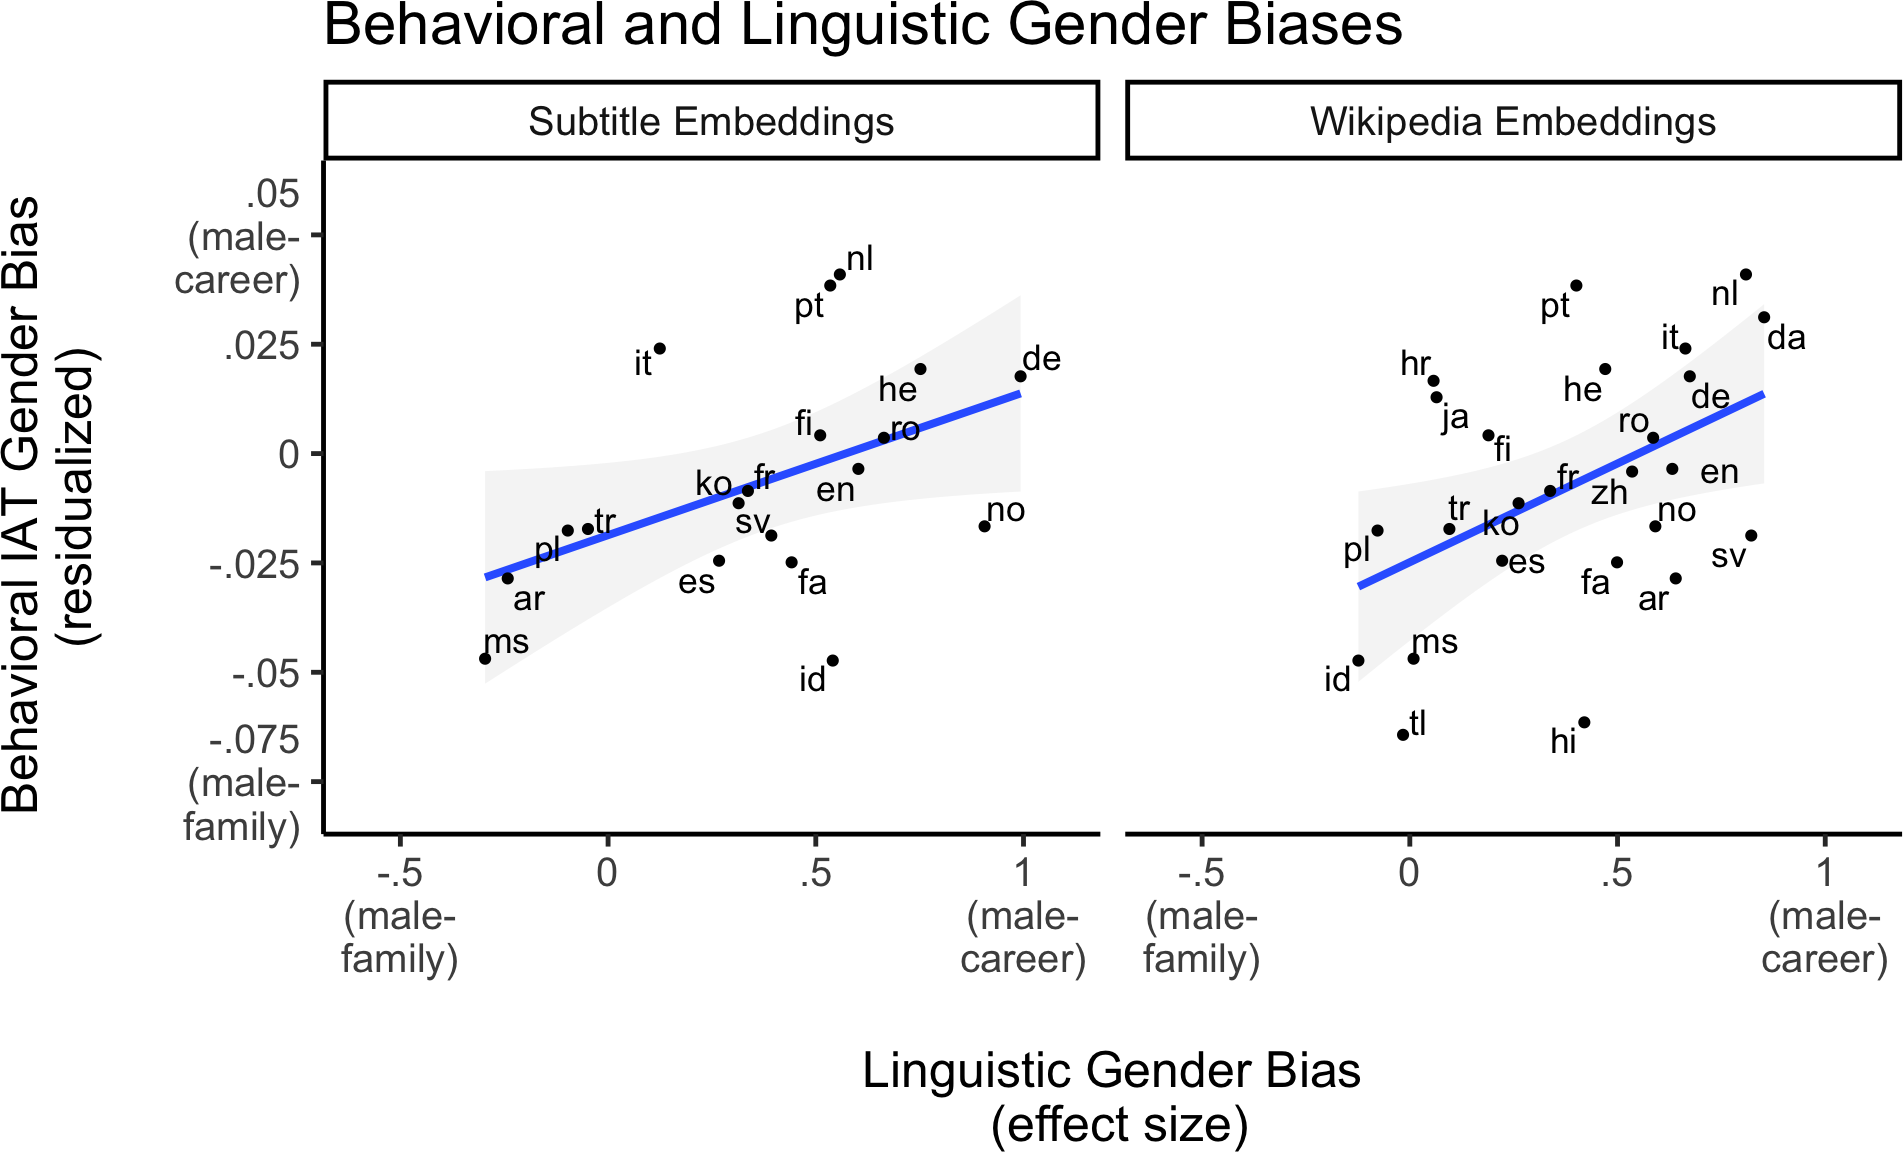 Behavioral and Linguistic Gender Biases
Subtitle Embeddings
Wikipedia Embeddings
Behavioral IAT Gender Bias
(residualized)
.05
(male-
career)
.025
0
-.025
-.05
-.075
(male-
family)
nl
pt
it
de
he
fi
ro
ko
fr
en
sv
no
tr
pl
es
fa
ar
ms
id
nl
pt
da
it
hr
he
de
ja
ro
fi
fr
en
zh
tr
ko
no
pl
es
sv
fa
ar
ms
id
tl
hi
-.5
(male-
family)
0
.5
1
(male-
career)
-.5
(male-
family)
0
.5
1
(male-
career)
Linguistic Gender Bias
(effect size)